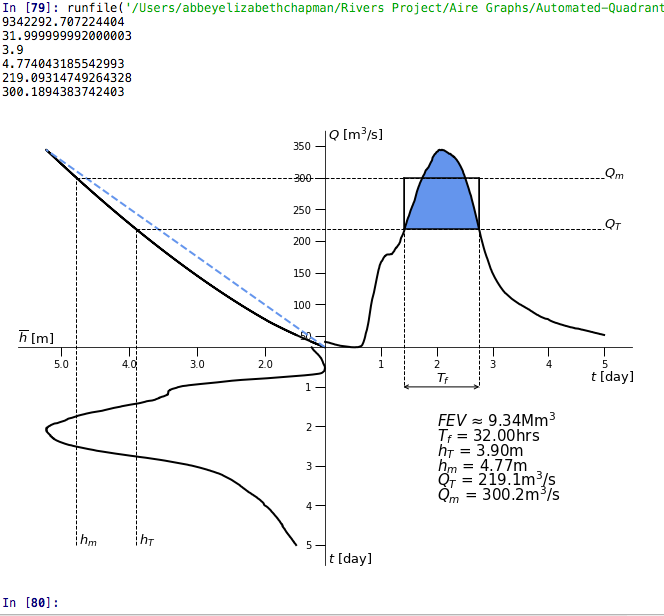 In [79]: runfile('/Users/abbeyelizabethchapman/Rivers Project/Aire Graphs/Automated-Quadrant
9342292.707224404
31.999999992000003
3.9
4.774043185542993
219.09314749264328
300.1894383742403
Q [m³/s]
350
300
250
200
150
100
50
Qm
QT
h̅ [m]
5.0 4.0 3.0 2.0
1 2 3 4 5
t [day]
Tf
1
2
3
4
5
FEV ≈ 9.34Mm³
Tf = 32.00hrs
hT = 3.90m
hm = 4.77m
QT = 219.1m³/s
Qm = 300.2m³/s
hm hT
t [day]
In [80]: